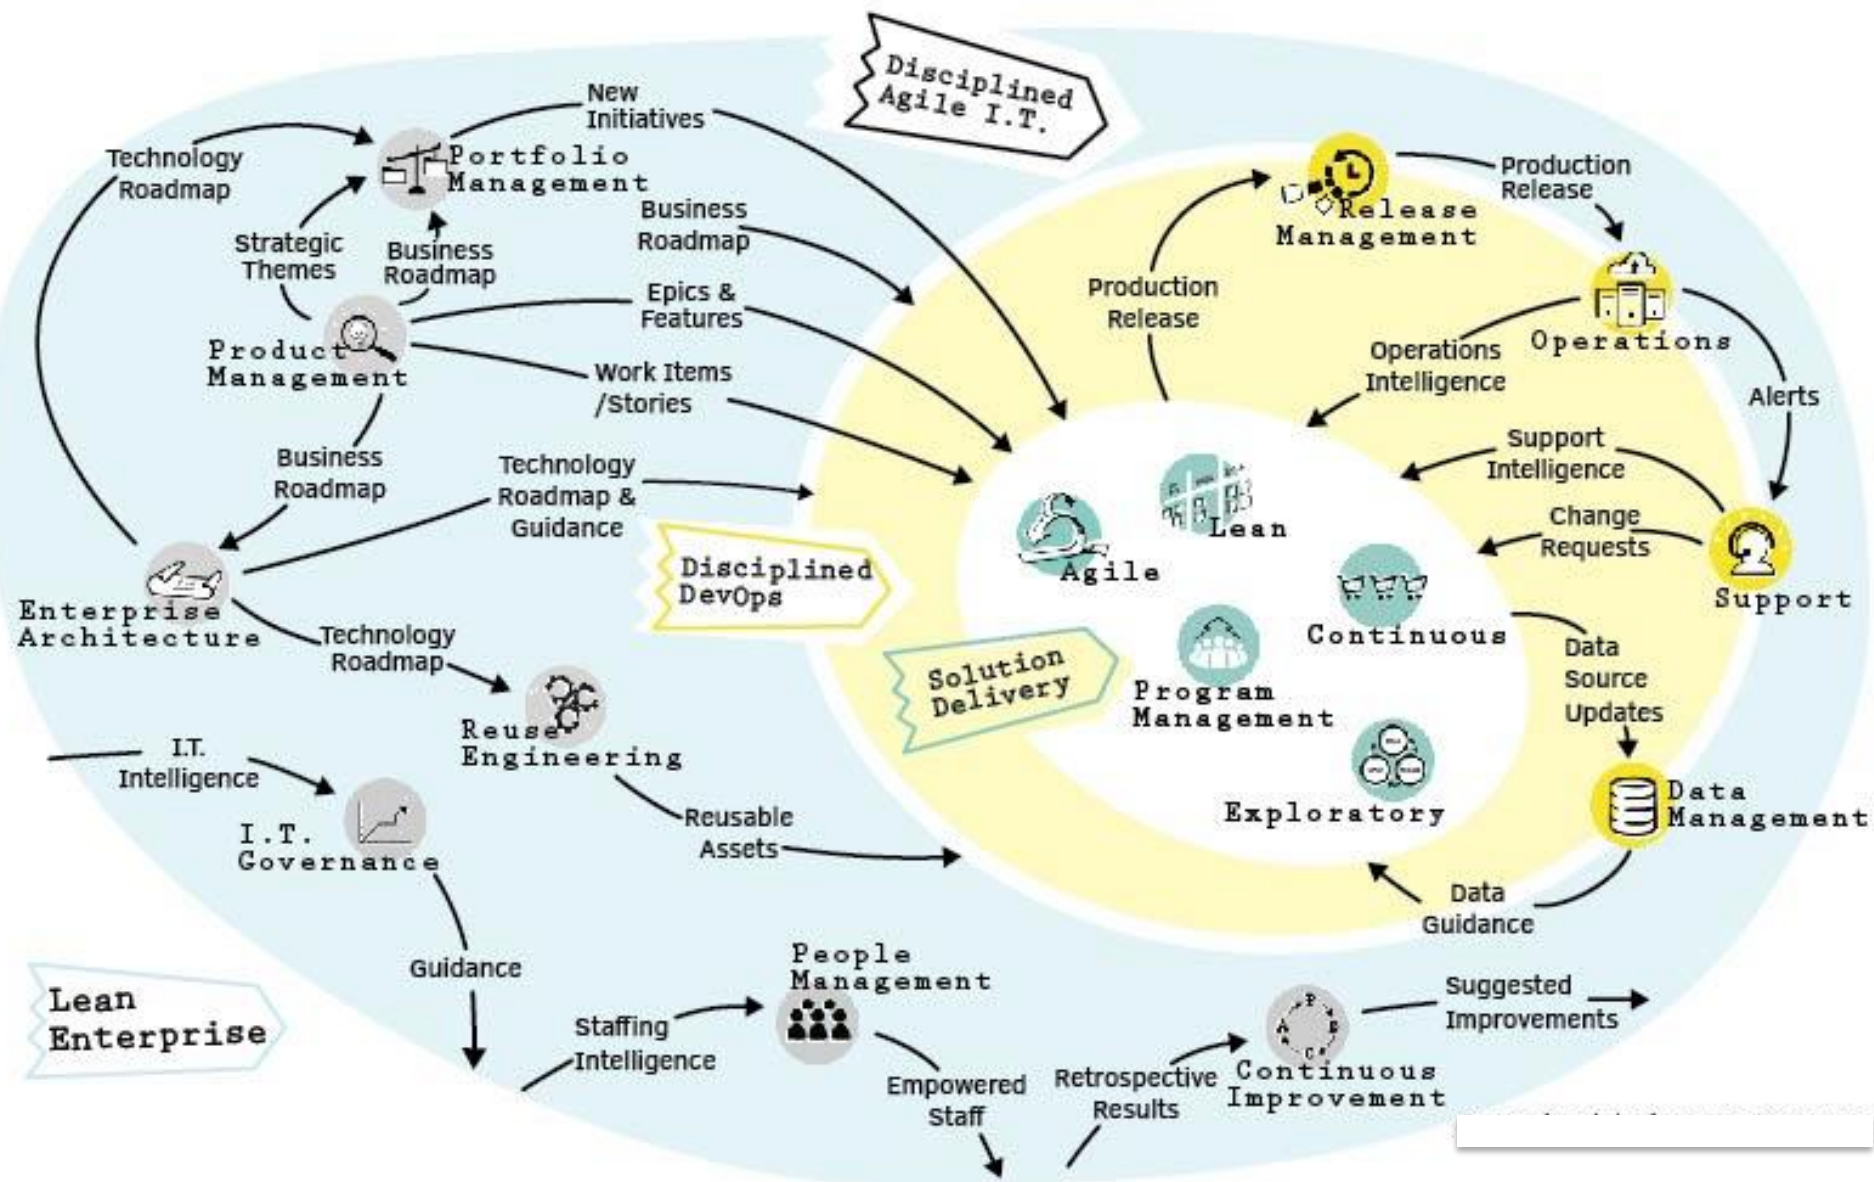 Disciplined
Agile I.T.
New
Initiatives
Technology
Roadmap
Portfolio
Management
Production
Release
Release
Management
Business
Roadmap
Strategic
Themes
Business
Roadmap
Epics &
Features
Production
Release
Operations
Operations
Intelligence
Product
Management
Work Items
/Stories
Alerts
Support
Intelligence
Business
Roadmap
Technology
Roadmap &
Guidance
Change
Requests
Lean
Agile
Disciplined
DevOps
Support
Enterprise
Architecture
Technology
Roadmap
Continuous
Data
Source
Updates
Solution
Delivery
Program
Management
Reuse
Engineering
I.T.
Intelligence
Exploratory
Data
Management
I.T.
Governance
Reusable
Assets
Data
Guidance
Guidance
People
Management
Lean
Enterprise
Staffing
Intelligence
Suggested
Improvements
Empowered
Staff
Retrospective
Results
Continuous
Improvement